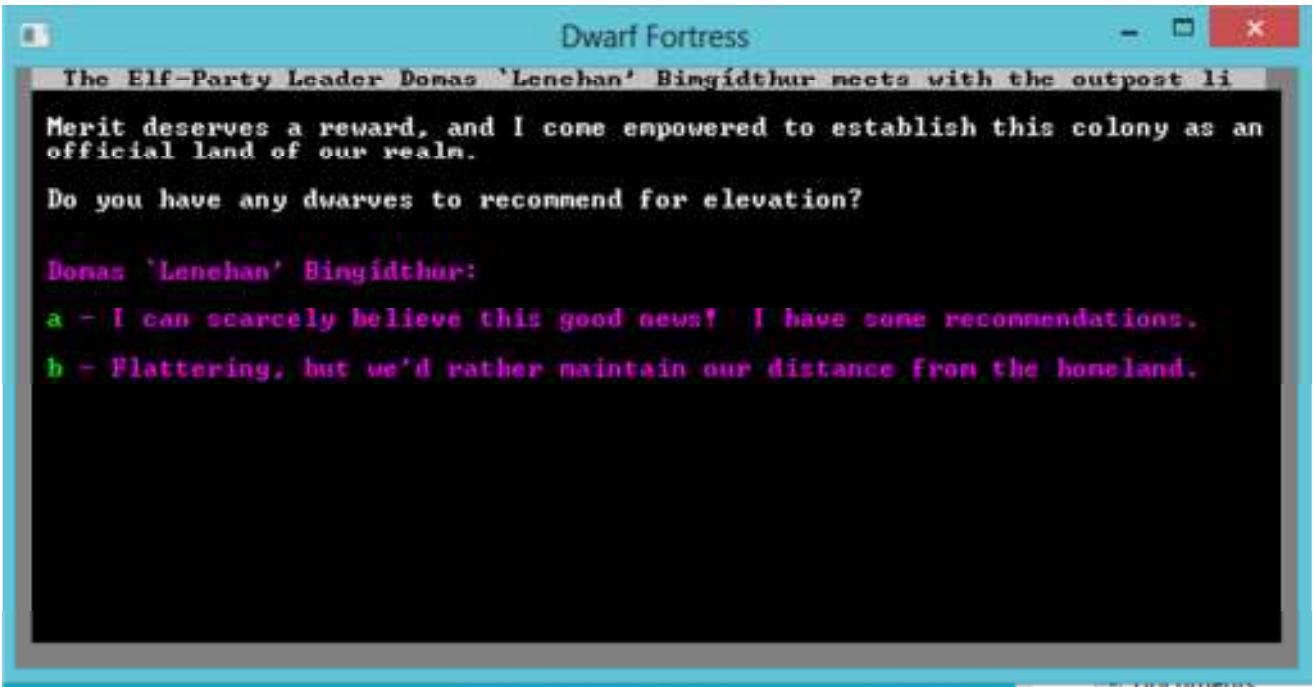 Dwarf Fortress
The Elf-Party Leader Domas `Lenehan' Bimgídthur meets with the outpost li
Merit deserves a reward, and I come empowered to establish this colony as an
official land of our realm.
Do you have any dwarves to recommend for elevation?
Domas `Lenehan' Bimgídthur:
a - I can scarcely believe this good news!  I have some recommendations.
b - Flattering, but we'd rather maintain our distance from the homeland.